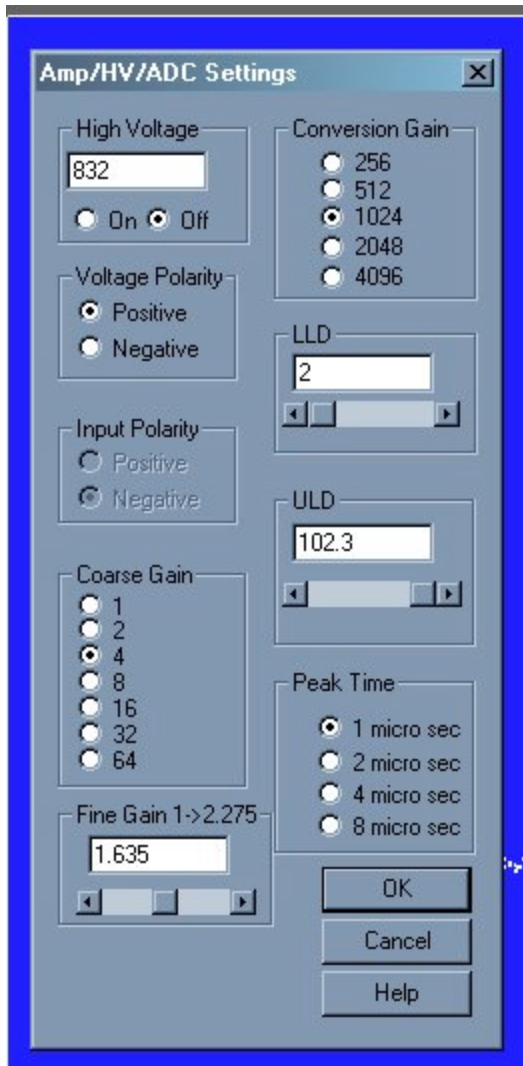 Amp/HV/ADC Settings
High Voltage
832
On Off
Voltage Polarity
Positive
Negative
Input Polarity
Positive
Negative
Coarse Gain
1
2
4
8
16
32
64
Fine Gain 1->2.275
1.635
Conversion Gain
256
512
1024
2048
4096
LLD
2
ULD
102.3
Peak Time
1 micro sec
2 micro sec
4 micro sec
8 micro sec
OK
Cancel
Help